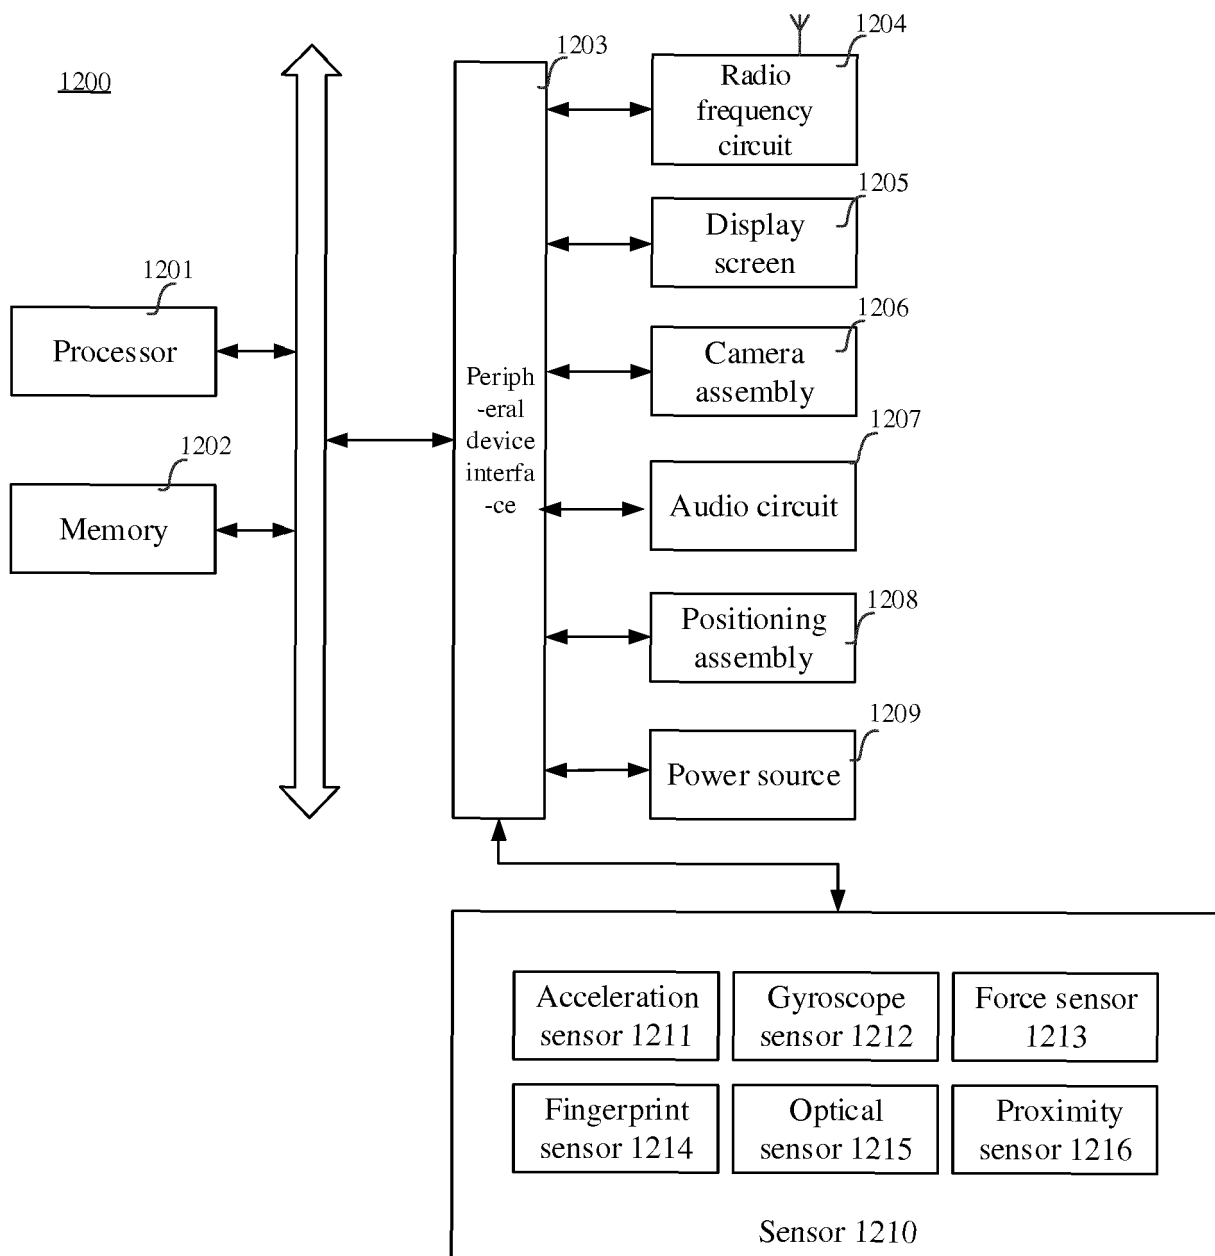 1200
1203
1204
Radio
frequency
circuit
1205
Display
screen
1201
Processor
1206
Camera
assembly
Periph
-eral
device
interfa
-ce
1202
Memory
1207
Audio circuit
1208
Positioning
assembly
1209
Power source
Acceleration
sensor 1211
Gyroscope
sensor 1212
Force sensor
1213
Fingerprint
sensor 1214
Optical
sensor 1215
Proximity
sensor 1216
Sensor 1210